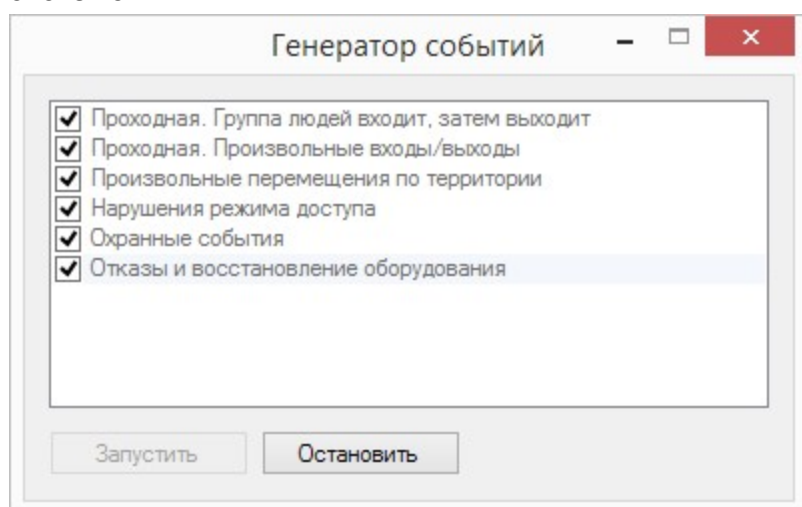 Генератор событий
Проходная. Группа людей входит, затем выходит
Проходная. Произвольные входы/выходы
Произвольные перемещения по территории
Нарушения режима доступа
Охранные события
Отказы и восстановление оборудования
Запустить Остановить